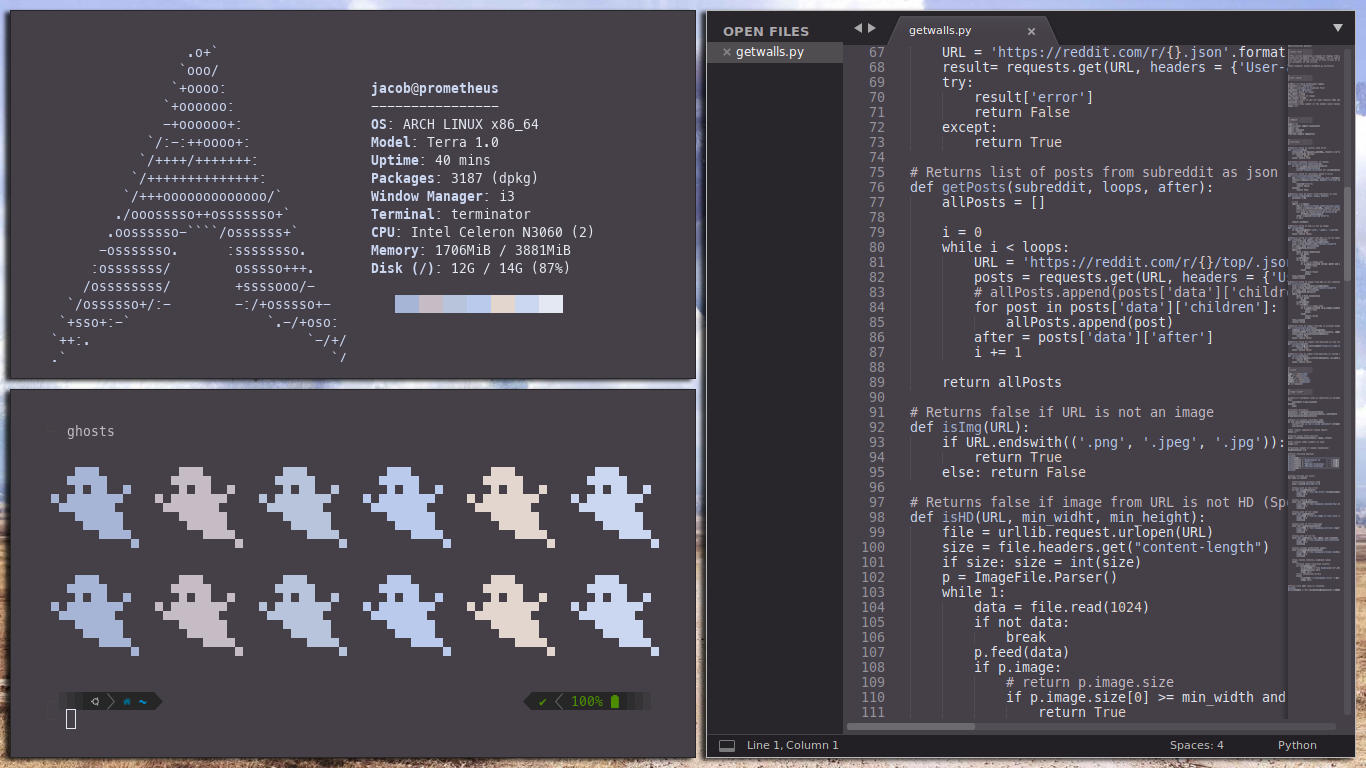 .o+`
`ooo/
`+oooo:
`+oooooo:
-+oooooo+:
`/:-:++oooo+:
`/++++/+++++++:
`/++++++++++++++:
`/+++ooooooooooooo/`
./ooosssso++osssssso+`
.oossssso-````/ossssss+`
-osssssso. :ssssssso.
:osssssss/ osssso+++.
/ossssssss/ +ssssooo/-
`/ossssso+/:- -:/+osssso+-
`+sso+:-` `.-/+oso:
`++:. `-/+/
.` `/
jacob@prometheus
----------------
OS: ARCH LINUX x86_64
Model: Terra 1.0
Uptime: 40 mins
Packages: 3187 (dpkg)
Window Manager: i3
Terminal: terminator
CPU: Intel Celeron N3060 (2)
Memory: 1706MiB / 3881MiB
Disk (/): 12G / 14G (87%)
ghosts
~
✔ 100%
OPEN FILES
× getwalls.py
getwalls.py ×
67 URL = 'https://reddit.com/r/{}.json'.format
68 result= requests.get(URL, headers = {'User-
69 try:
70 result['error']
71 return False
72 except:
73 return True
74
75 # Returns list of posts from subreddit as json
76 def getPosts(subreddit, loops, after):
77 allPosts = []
78
79 i = 0
80 while i < loops:
81 URL = 'https://reddit.com/r/{}/top/.jso
82 posts = requests.get(URL, headers = {'U
83 # allPosts.append(posts['data']['childr
84 for post in posts['data']['children']:
85 allPosts.append(post)
86 after = posts['data']['after']
87 i += 1
88
89 return allPosts
90
91 # Returns false if URL is not an image
92 def isImg(URL):
93 if URL.endswith(('.png', '.jpeg', '.jpg')):
94 return True
95 else: return False
96
97 # Returns false if image from URL is not HD (Sp
98 def isHD(URL, min_widht, min_height):
99 file = urllib.request.urlopen(URL)
100 size = file.headers.get("content-length")
101 if size: size = int(size)
102 p = ImageFile.Parser()
103 while 1:
104 data = file.read(1024)
105 if not data:
106 break
107 p.feed(data)
108 if p.image:
109 # return p.image.size
110 if p.image.size[0] >= min_width and
111 return True
Line 1, Column 1
Spaces: 4
Python